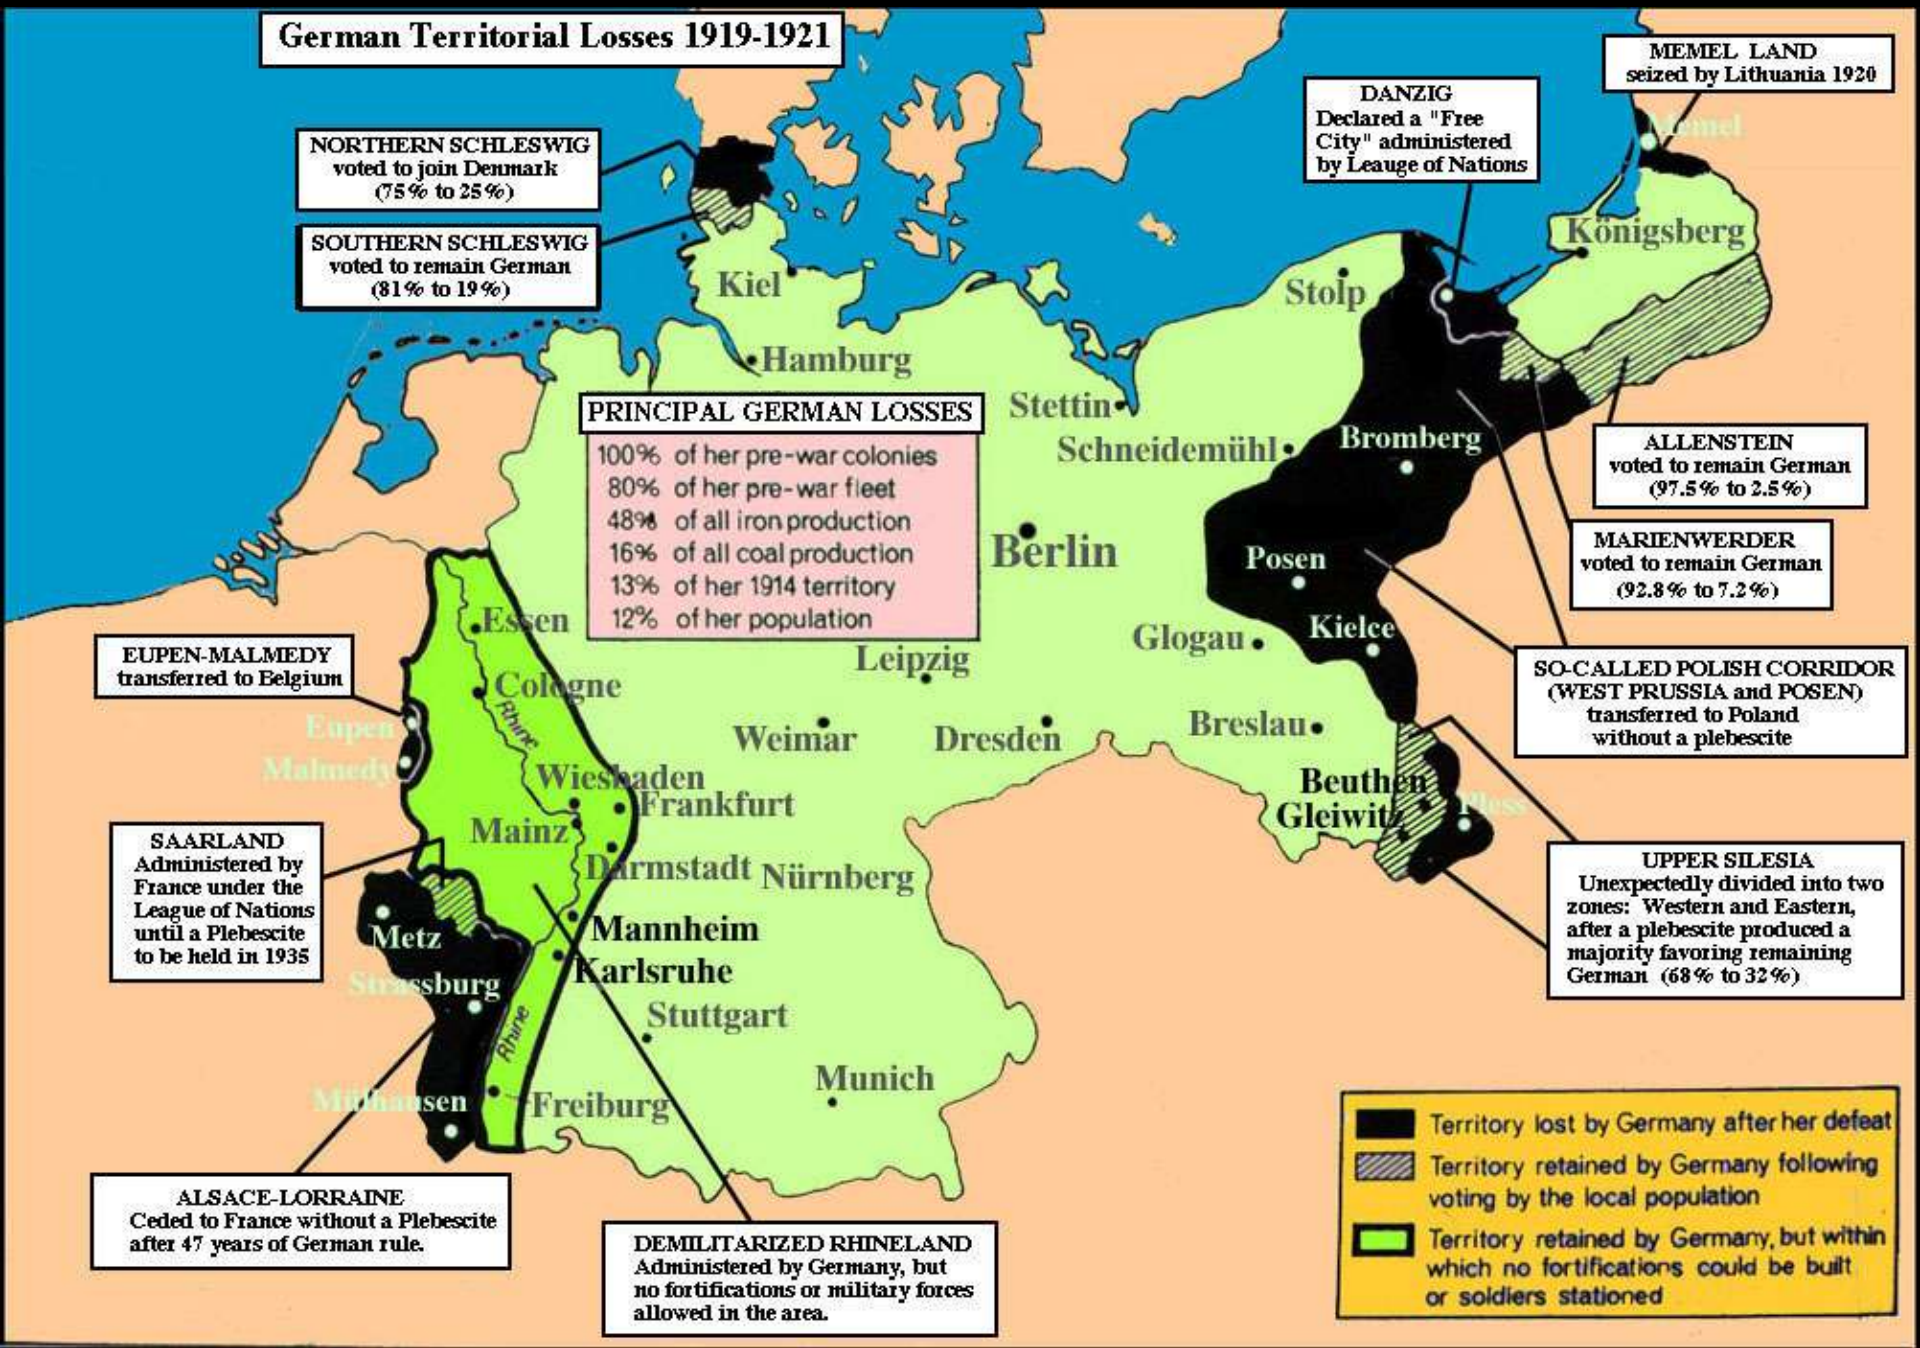 German Territorial Losses 1919-1921
MEMEL LAND
seized by Lithuania 1920
DANZIG
Declared a "Free
City" administered
by Leauge of Nations
NORTHERN SCHLESWIG
voted to join Denmark
(75% to 25%)
SOUTHERN SCHLESWIG
voted to remain German
(81% to 19%)
Memel
Königsberg
Kiel
Stolp
Hamburg
Stettin
Schneidemühl
Bromberg
PRINCIPAL GERMAN LOSSES
100% of her pre-war colonies
80% of her pre-war fleet
48% of all iron production
16% of all coal production
13% of her 1914 territory
12% of her population
ALLENSTEIN
voted to remain German
(97.5% to 2.5%)
MARIENWERDER
voted to remain German
(92.8% to 7.2%)
Berlin
Posen
Essen
Glogau
Kielce
Leipzig
SO-CALLED POLISH CORRIDOR
(WEST PRUSSIA and POSEN)
transferred to Poland
without a plebescite
EUPEN-MALMEDY
transferred to Belgium
Cologne
Rhine
Eupen
Malmedy
Weimar
Dresden
Breslau
Wiesbaden
Frankfurt
Mainz
Darmstadt
Nürnberg
Beuthen
Gleiwitz
Pless
SAARLAND
Administered by
France under the
League of Nations
until a Plebescite
to be held in 1935
UPPER SILESIA
Unexpectedly divided into two
zones: Western and Eastern,
after a plebescite produced a
majority favoring remaining
German (68% to 32%)
Metz
Mannheim
Strassburg
Karlsruhe
Rhine
Stuttgart
Munich
Mülhausen
Freiburg
ALSACE-LORRAINE
Ceded to France without a Plebescite
after 47 years of German rule.
DEMILITARIZED RHINELAND
Administered by Germany, but
no fortifications or military forces
allowed in the area.
Territory lost by Germany after her defeat
Territory retained by Germany following
voting by the local population
Territory retained by Germany, but within
which no fortifications could be built
or soldiers stationed